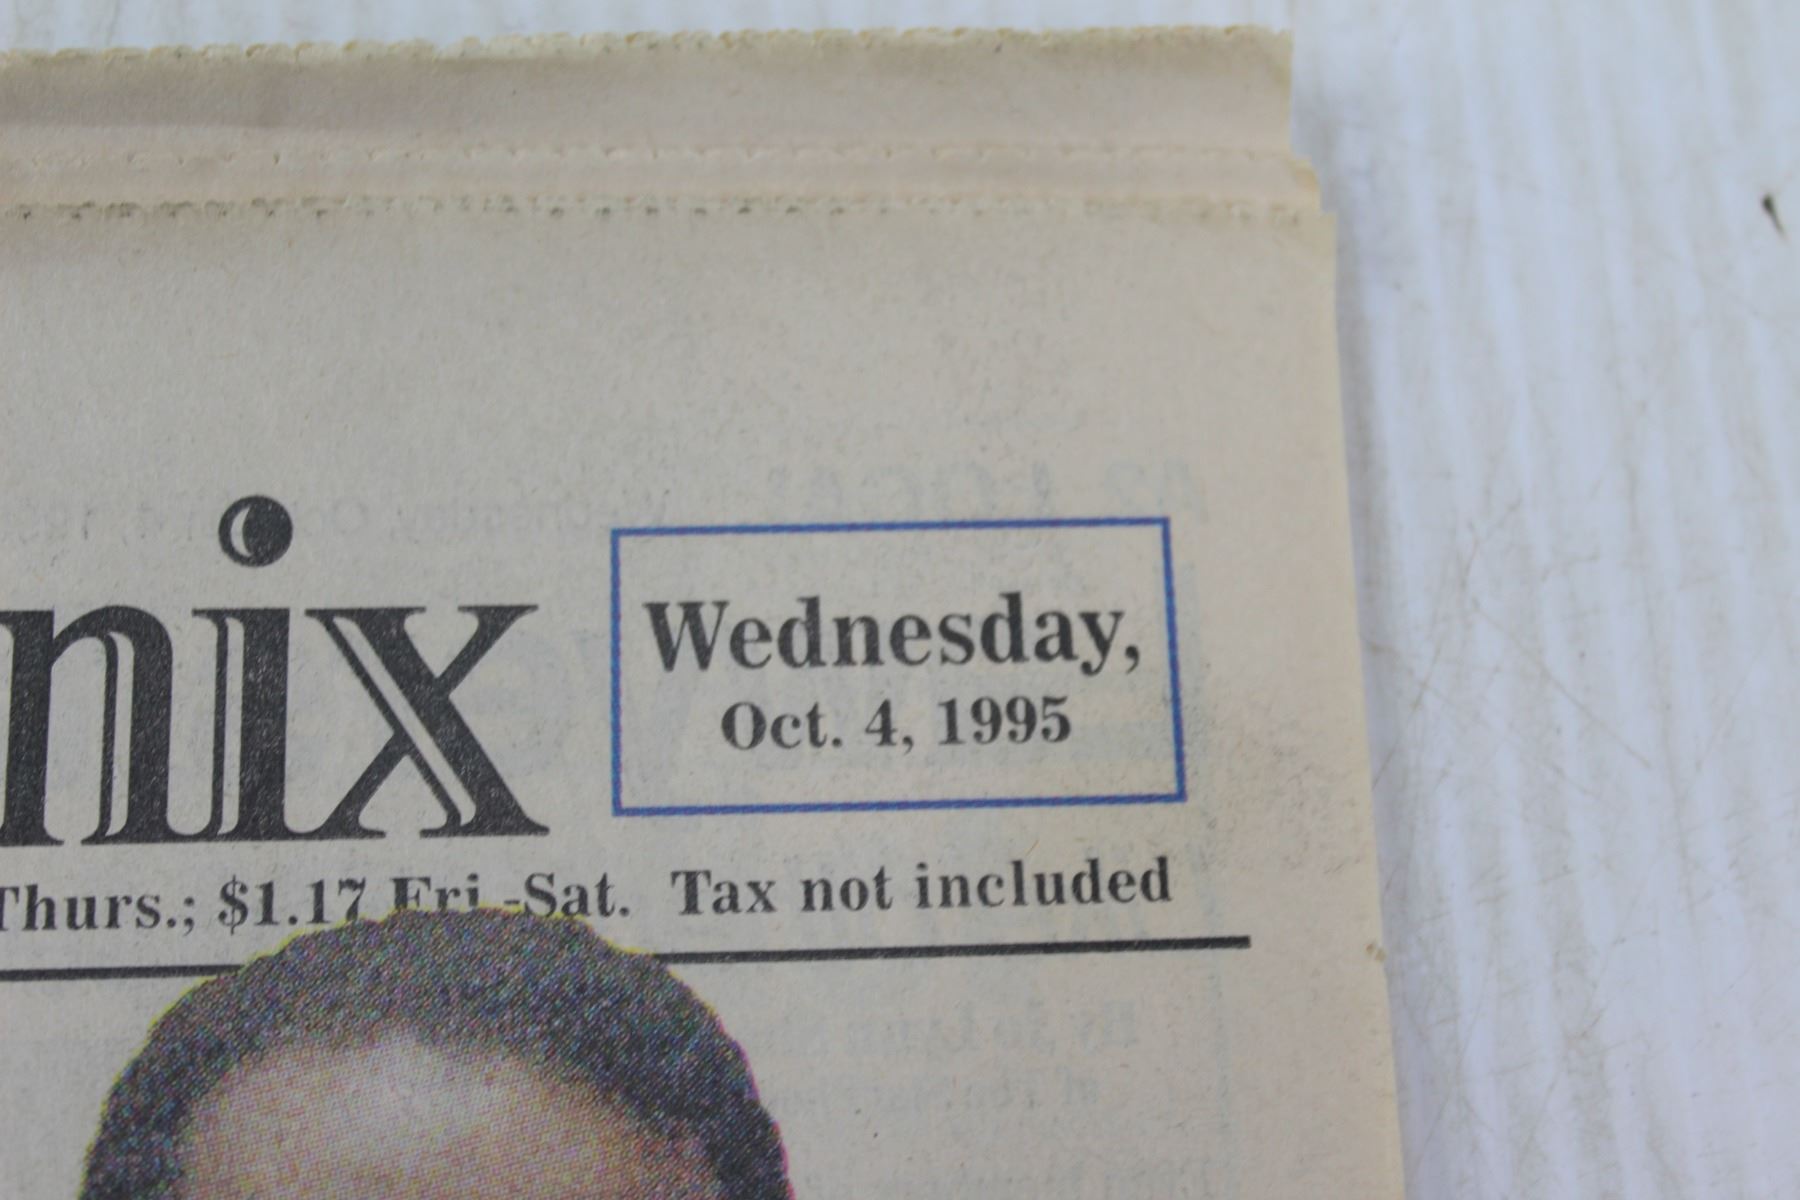 nix
Wednesday,
Oct. 4, 1995
Thurs.; $1.17 Fri.-Sat. Tax not included